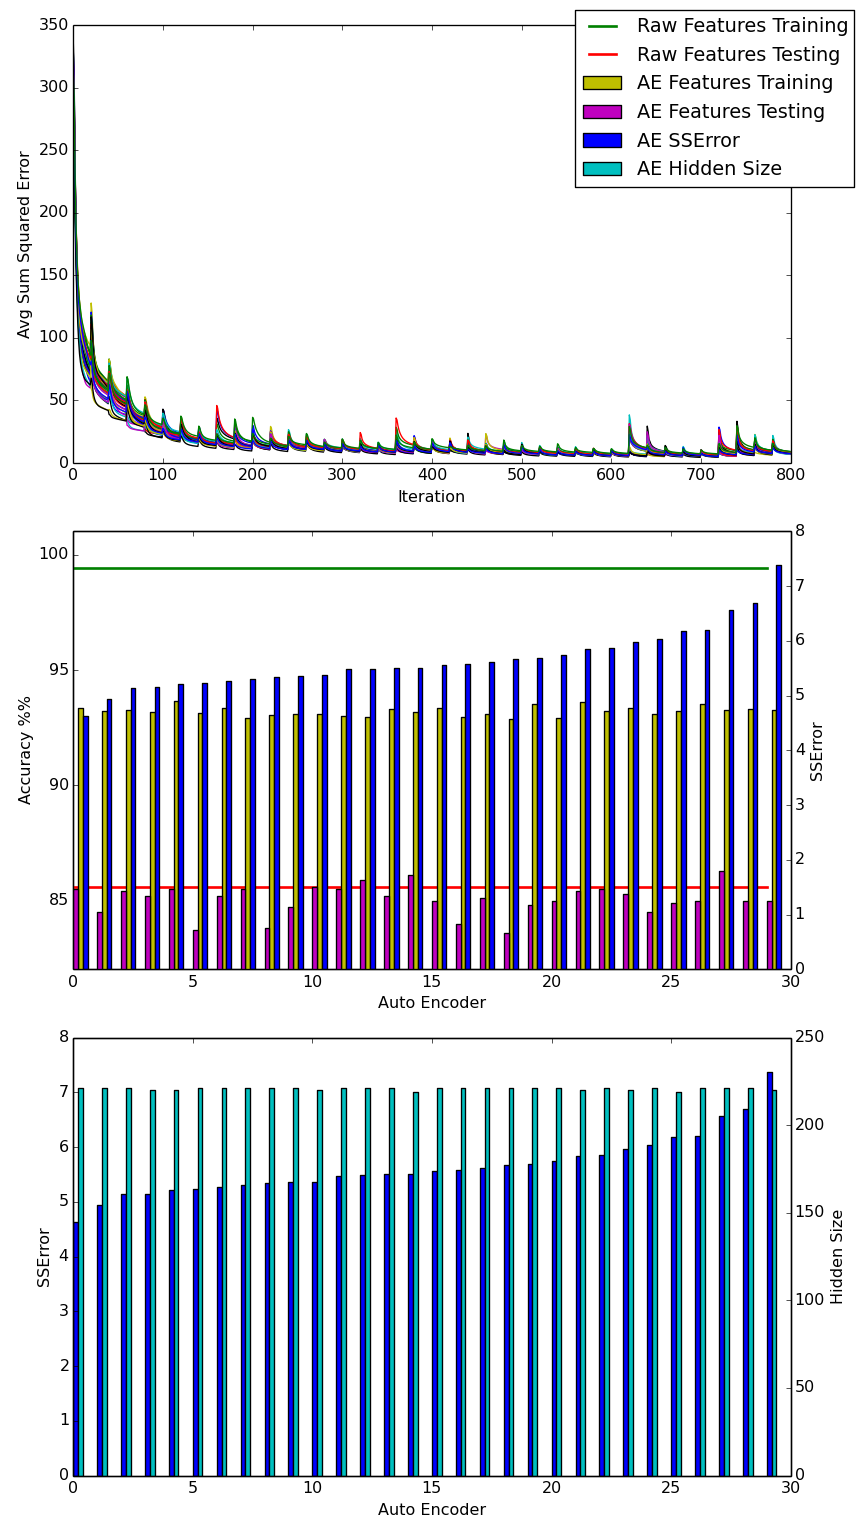 350
300
250
200
150
100
50
0
Avg Sum Squared Error
0 100 200 300 400 500 600 700 800
Iteration
Raw Features Training
Raw Features Testing
AE Features Training
AE Features Testing
AE SSError
AE Hidden Size
100
95
90
85
Accuracy %%
8
7
6
5
4
3
2
1
0
SSError
0 5 10 15 20 25 30
Auto Encoder
8
7
6
5
4
3
2
1
0
SSError
250
200
150
100
50
0
Hidden Size
0 5 10 15 20 25 30
Auto Encoder